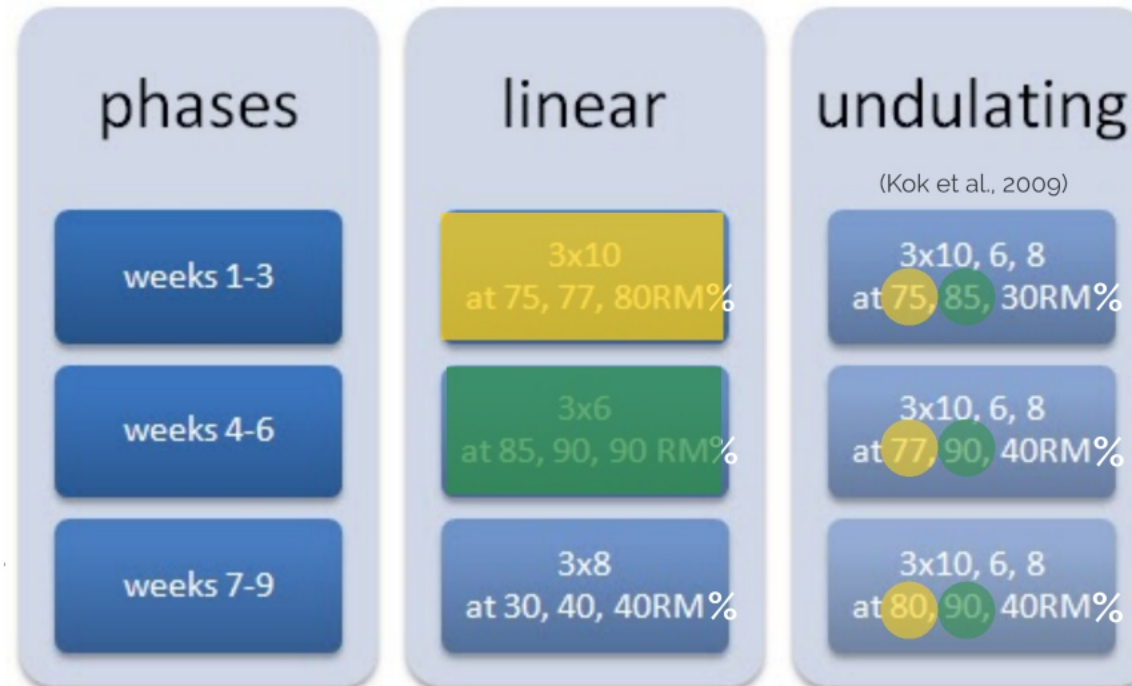 phases
weeks 1-3
weeks 4-6
weeks 7-9
linear
3x10
at 75, 77, 80RM%
3x6
at 85, 90, 90 RM%
3x8
at 30, 40, 40RM%
undulating
(Kok et al., 2009)
3x10, 6, 8
at 75, 85, 30RM%
3x10, 6, 8
at 77, 90, 40RM%
3x10, 6, 8
at 80, 90, 40RM%